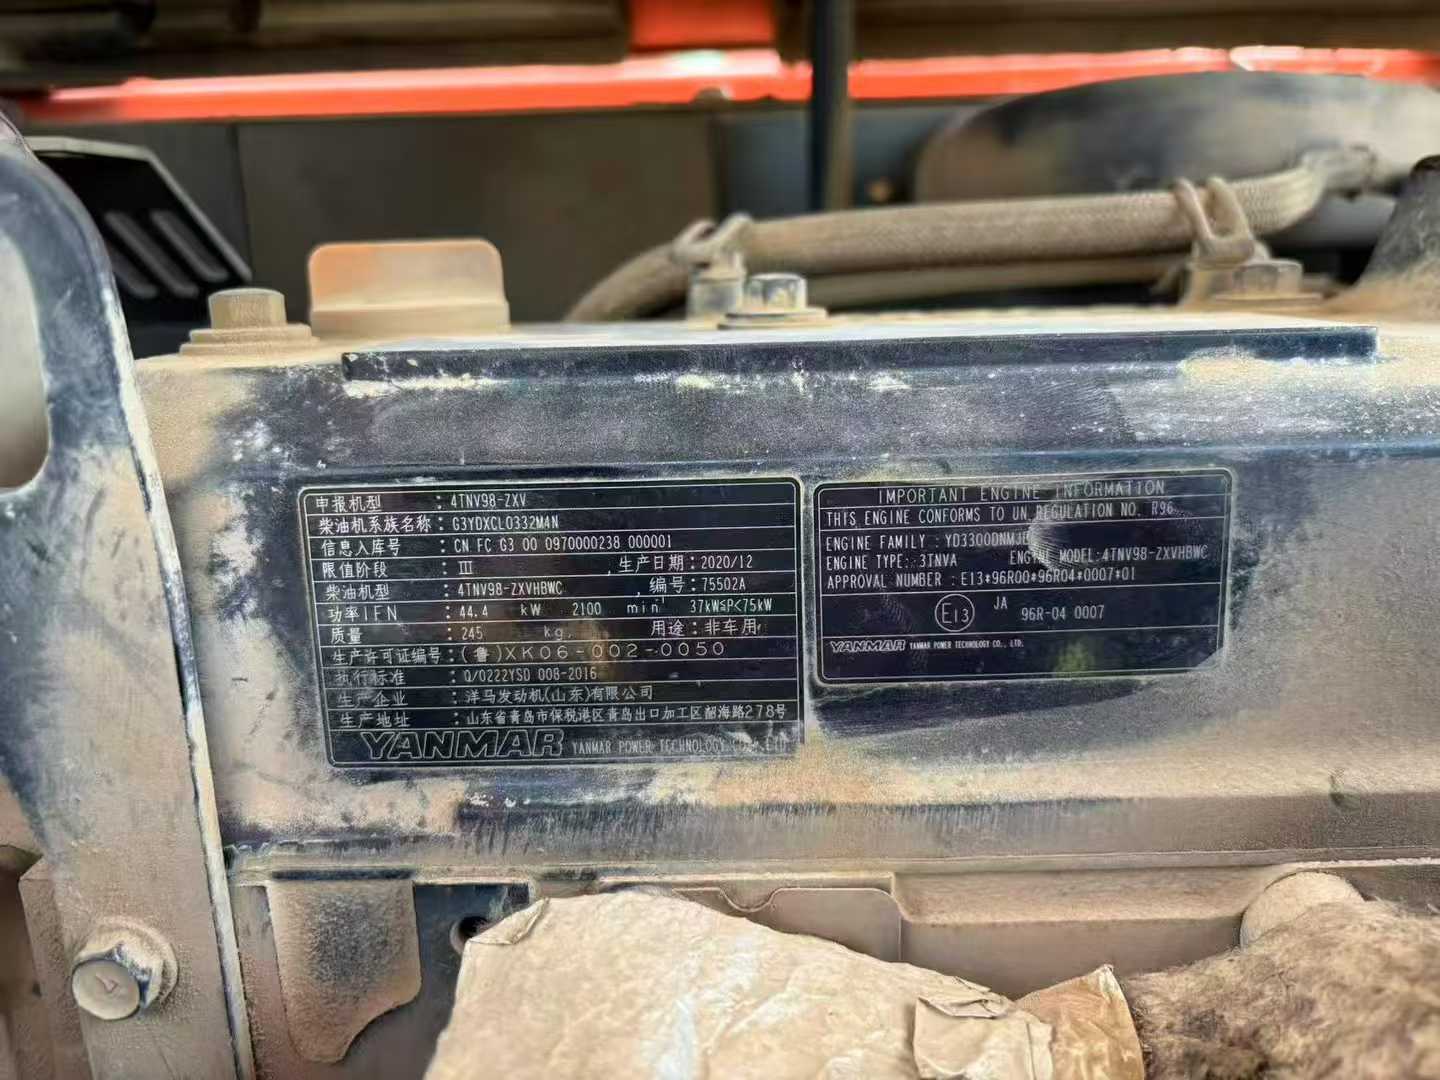 申报机型 : 4TNV98-ZXV
柴油机系族名称: G3YDXCL0332M4N
信息入库号 : CN FC G3 00 0970000238 000001
限值阶段 : III , 生产日期: 2020/12
柴油机型 : 4TNV98-ZXVHBWC , 编号: 75502A
功率IFN : 44.4 kW 2100 min 37kW≤P<75kW
质量 : 245 kg, 用途: 非车用
生产许可证编号: (鲁)XK06-002-0050
执行标准 : Q/0222YSD 008-2016
生产企业 : 洋马发动机(山东)有限公司
生产地址 : 山东省青岛市保税港区青岛出口加工区韶海路278号
YANMAR YANMAR POWER TECHNOLOGY CO., LTD.
IMPORTANT ENGINE INFORMATION
THIS ENGINE CONFORMS TO UN REGULATION NO. R96
ENGINE FAMILY :
ENGINE TYPE: :3TNVA ENGINE MODEL:4TNV98-ZXVHBWC
APPROVAL NUMBER :E13*96R00*96R04*0007*01
E13 JA 96R-04 0007
YANMAR YANMAR POWER TECHNOLOGY CO., LTD.
4